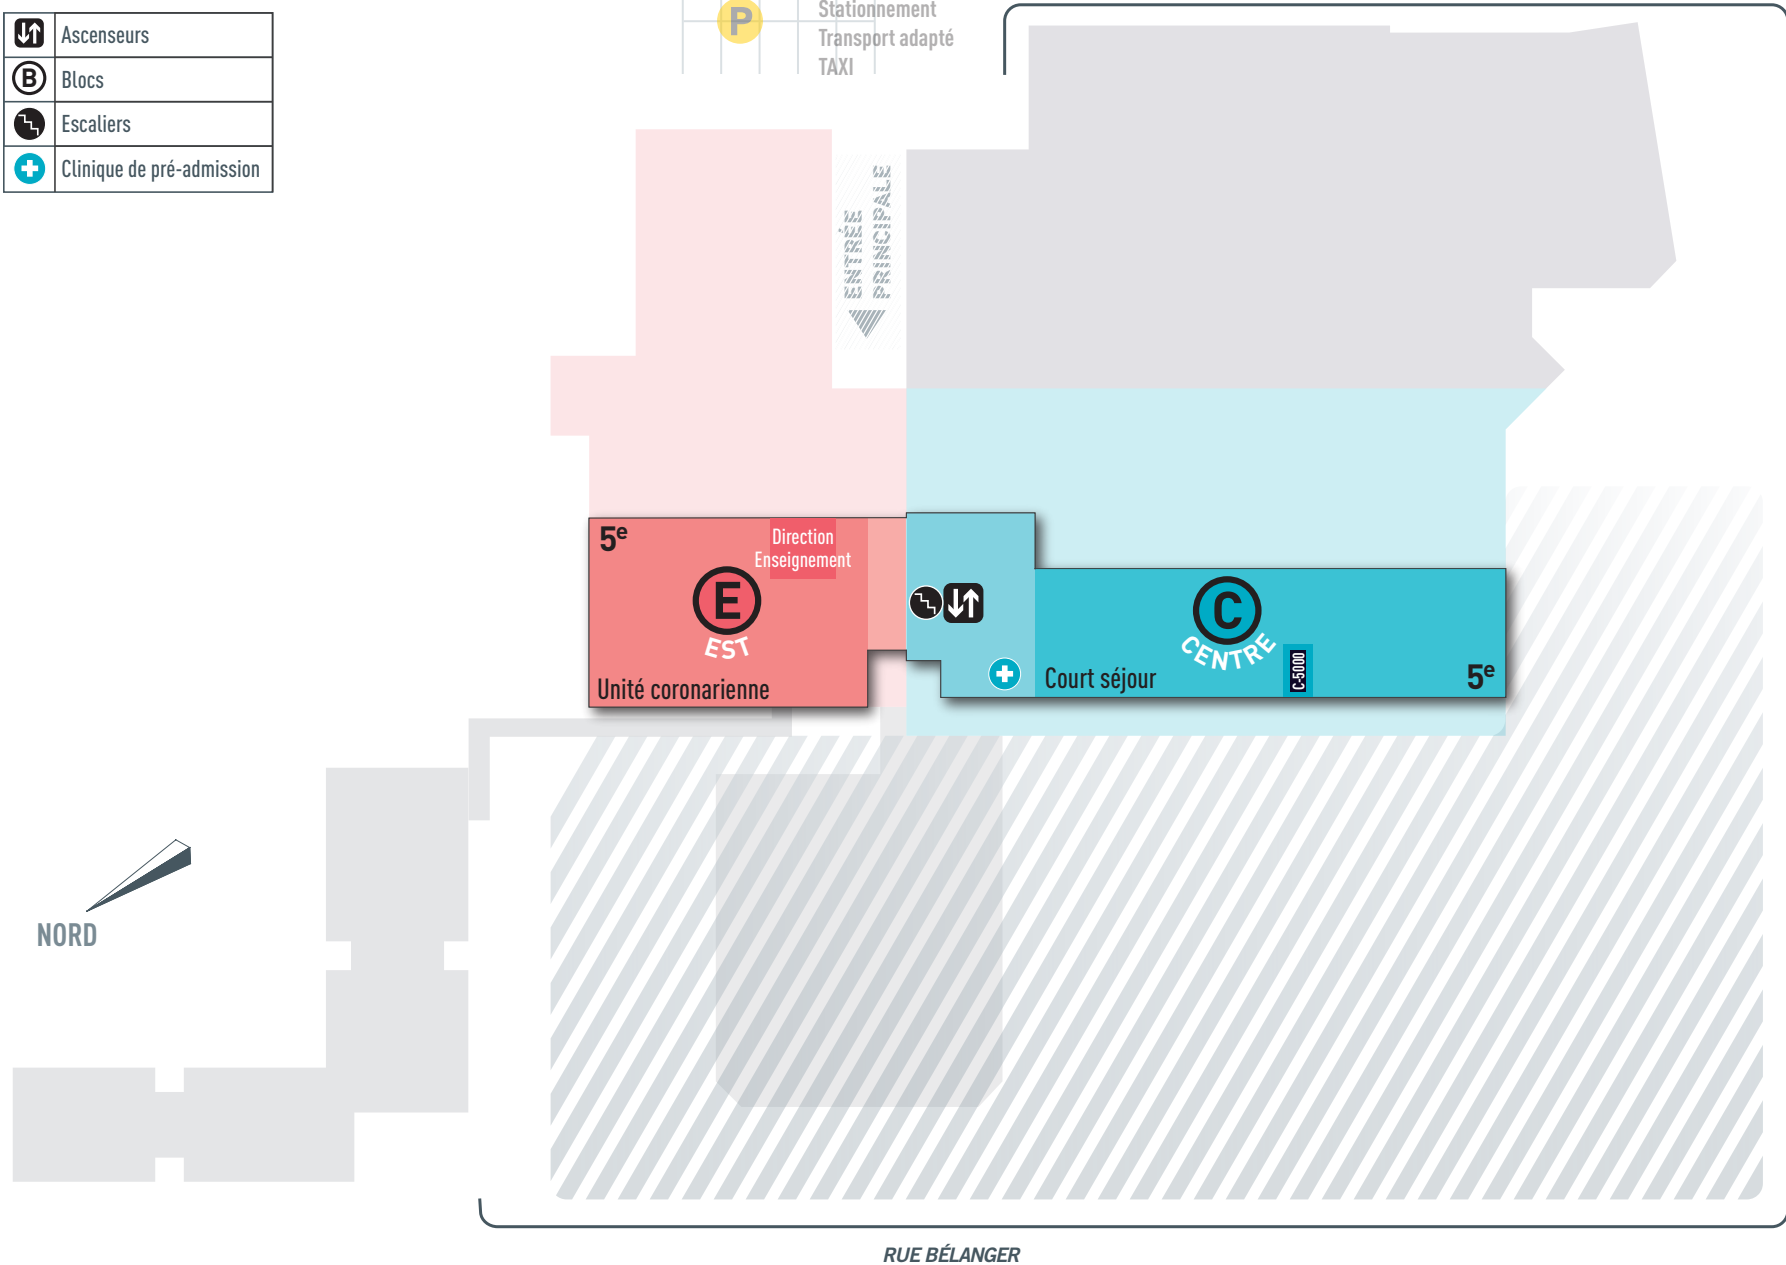 Ascenseurs
B Blocs
Escaliers
Clinique de pré-admission
P
Stationnement
Transport adapté
TAXI
ENTRÉE
PRINCIPALE
5e
Direction
Enseignement
E
EST
Unité coronarienne
C
CENTRE
Court séjour
C-5000
5e
NORD
RUE BÉLANGER